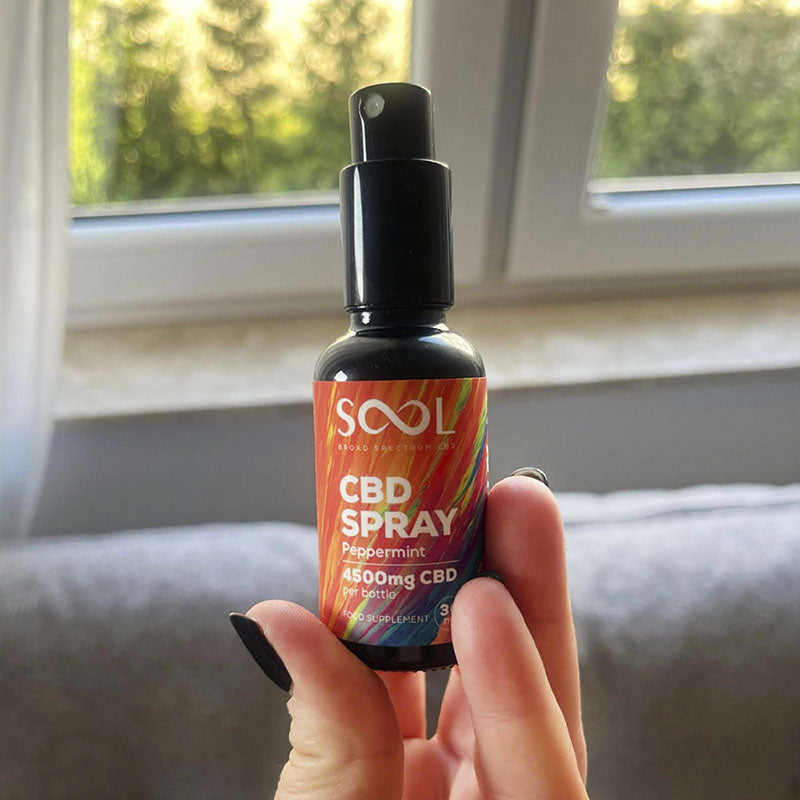 SOOL
BROAD SPECTRUM CBD
CBD
SPRAY
Peppermint
4500mg CBD
per bottle
FOOD SUPPLEMENT